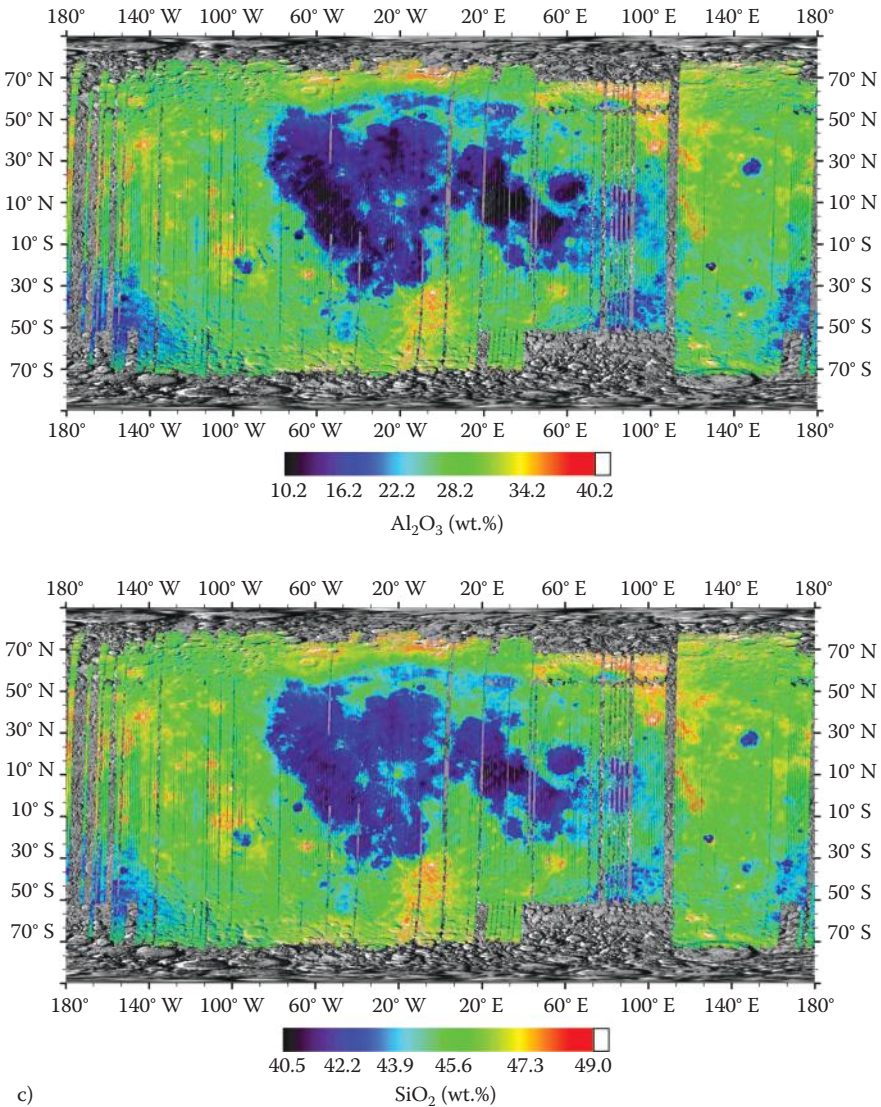 180° 140° W 100° W 60° W 20° W 20 E 60° E 100° E 140° E 180°
70° N 70° N
50° N 50° N
30° N 30° N
10° N 10° N
10° S 10° S
30° S 30° S
50° S 50° S
70° S 70° S
180° 140° W 100° W 60° W 20° W 20° E 60° E 100° E 140° E 180°
10.2 16.2 22.2 28.2 34.2 40.2
Al₂O₃ (wt.%)
180° 140° W 100° W 60° W 20° W 20 E 60° E 100° E 140° E 180°
70° N 70° N
50° N 50° N
30° N 30° N
10° N 10° N
10° S 10° S
30° S 30° S
50° S 50° S
70° S 70° S
180° 140° W 100° W 60° W 20° W 20° E 60° E 100° E 140° E 180°
40.5 42.2 43.9 45.6 47.3 49.0
c) SiO₂ (wt.%)